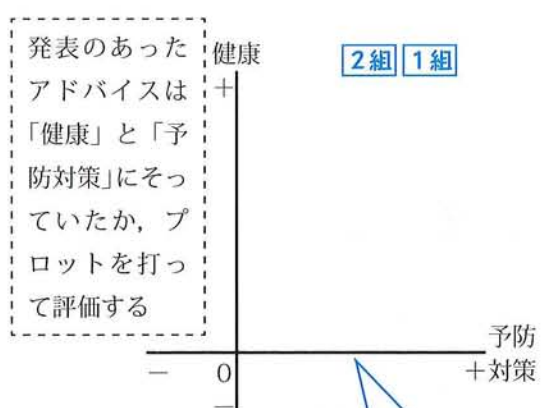 発表のあった
アドバイスは
「健康」と「予
防対策」にそっ
ていたか，プ
ロットを打っ
て評価する
健康
＋
2組 1組
予防
＋対策
－ 0
－